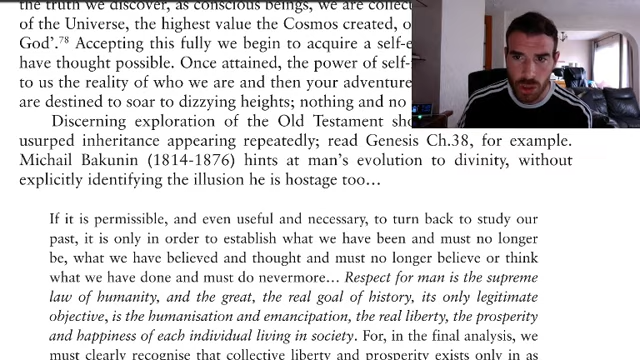 the truth we discover, as conscious beings, we are collect
of the Universe, the highest value the Cosmos created, o
God'.78 Accepting this fully we begin to acquire a self-e
have thought possible. Once attained, the power of self-
to us the reality of who we are and then your adventure
are destined to soar to dizzying heights; nothing and no
Discerning exploration of the Old Testament sho
usurped inheritance appearing repeatedly; read Genesis Ch.38, for example.
Michail Bakunin (1814-1876) hints at man's evolution to divinity, without
explicitly identifying the illusion he is hostage too…
If it is permissible, and even useful and necessary, to turn back to study our
past, it is only in order to establish what we have been and must no longer
be, what we have believed and thought and must no longer believe or think
what we have done and must do nevermore… Respect for man is the supreme
law of humanity, and the great, the real goal of history, its only legitimate
objective, is the humanisation and emancipation, the real liberty, the prosperity
and happiness of each individual living in society. For, in the final analysis, we
must clearly recognise that collective liberty and prosperity exists only in as